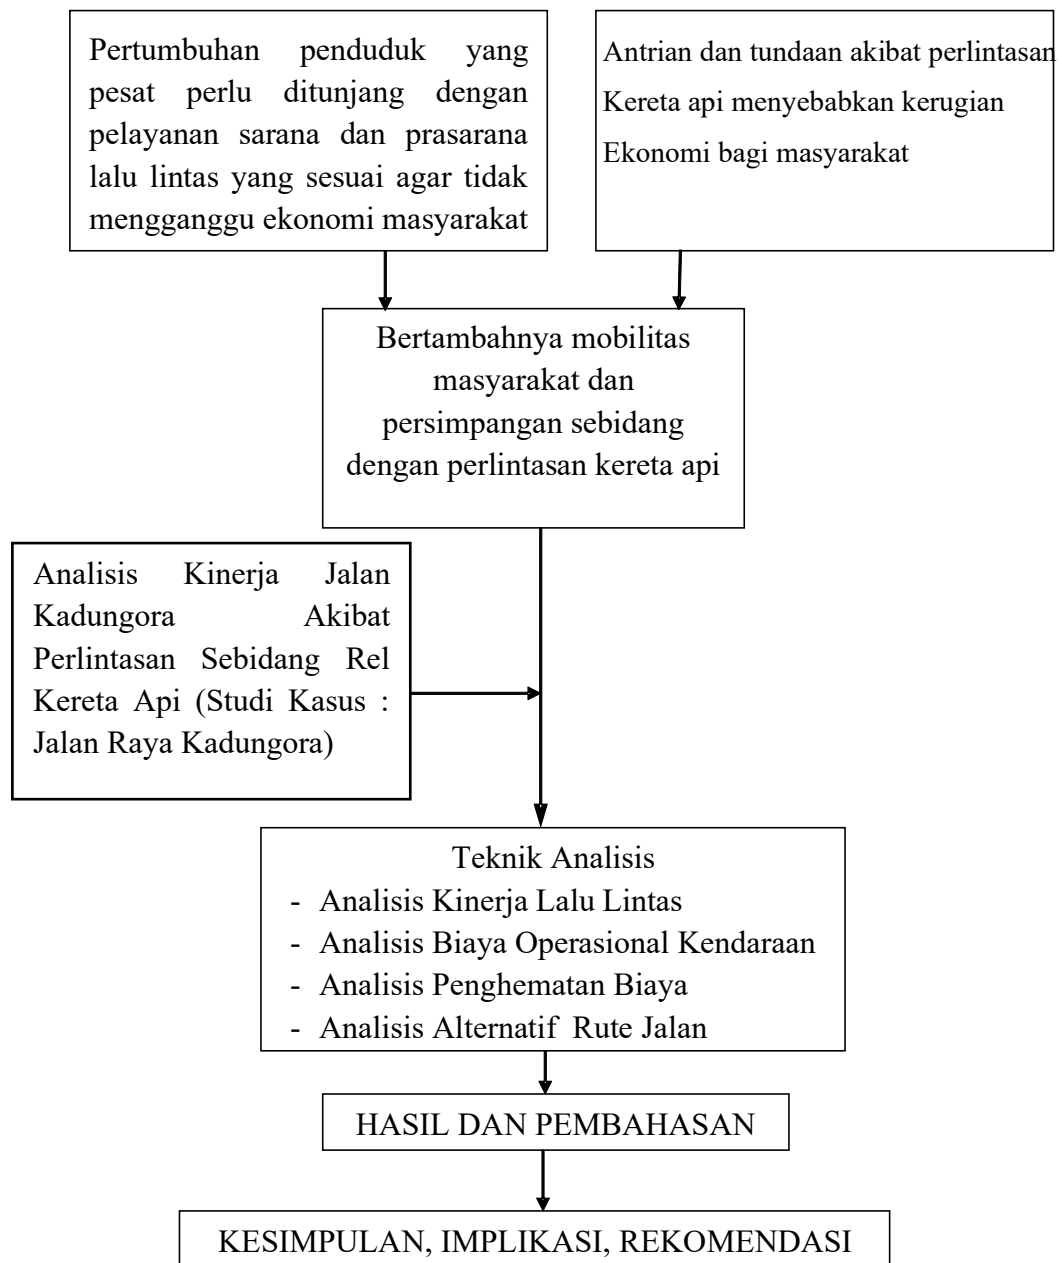 Pertumbuhan penduduk yang
pesat perlu ditunjang dengan
pelayanan sarana dan prasarana
lalu lintas yang sesuai agar tidak
mengganggu ekonomi masyarakat
Antrian dan tundaan akibat perlintasan
Kereta api menyebabkan kerugian
Ekonomi bagi masyarakat
Bertambahnya mobilitas
masyarakat dan
persimpangan sebidang
dengan perlintasan kereta api
Analisis Kinerja Jalan
Kadungora Akibat
Perlintasan Sebidang Rel
Kereta Api (Studi Kasus :
Jalan Raya Kadungora)
Teknik Analisis
- Analisis Kinerja Lalu Lintas
- Analisis Biaya Operasional Kendaraan
- Analisis Penghematan Biaya
- Analisis Alternatif Rute Jalan
HASIL DAN PEMBAHASAN
KESIMPULAN, IMPLIKASI, REKOMENDASI